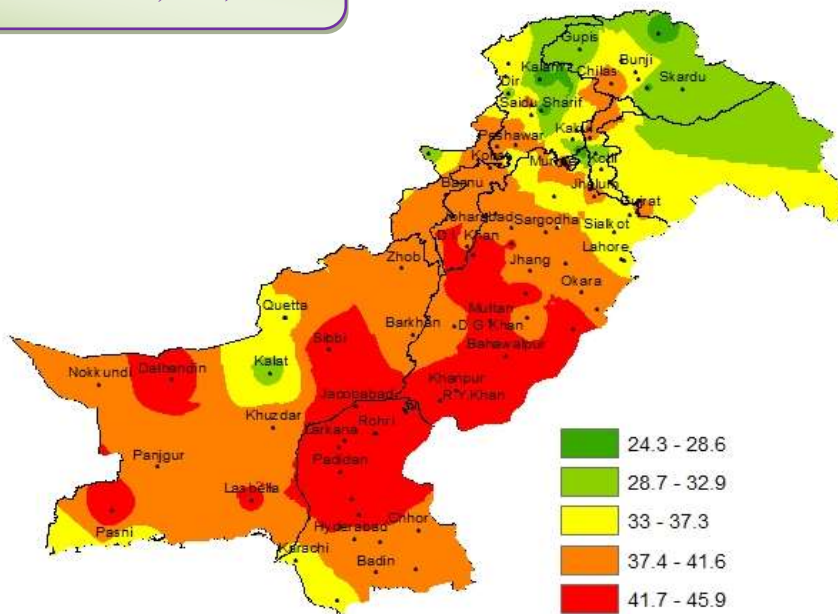 Gupis
Bunji
Kalam
Chilas
Skardu
Dir
Saidu Sharif
Peshawar
Kakul
Kotli
Bannu
Jhelum
Gujrat
Joharabad
Sargodha
Sialkot
D I Khan
Lahore
Zhob
Jhang
Okara
Quetta
Multan
Barkhan
D G Khan
Sibbi
Bahawalpur
Kalat
Nokkundi
Dalbandin
Khanpur
Jacobabad
R Y Khan
Khuzdar
Rohri
Larkana
Panjgur
Padidan
Lasbella
Chhor
Hyderabad
Pasni
Karachi
Badin
24.3 - 28.6
28.7 - 32.9
33 - 37.3
37.4 - 41.6
41.7 - 45.9